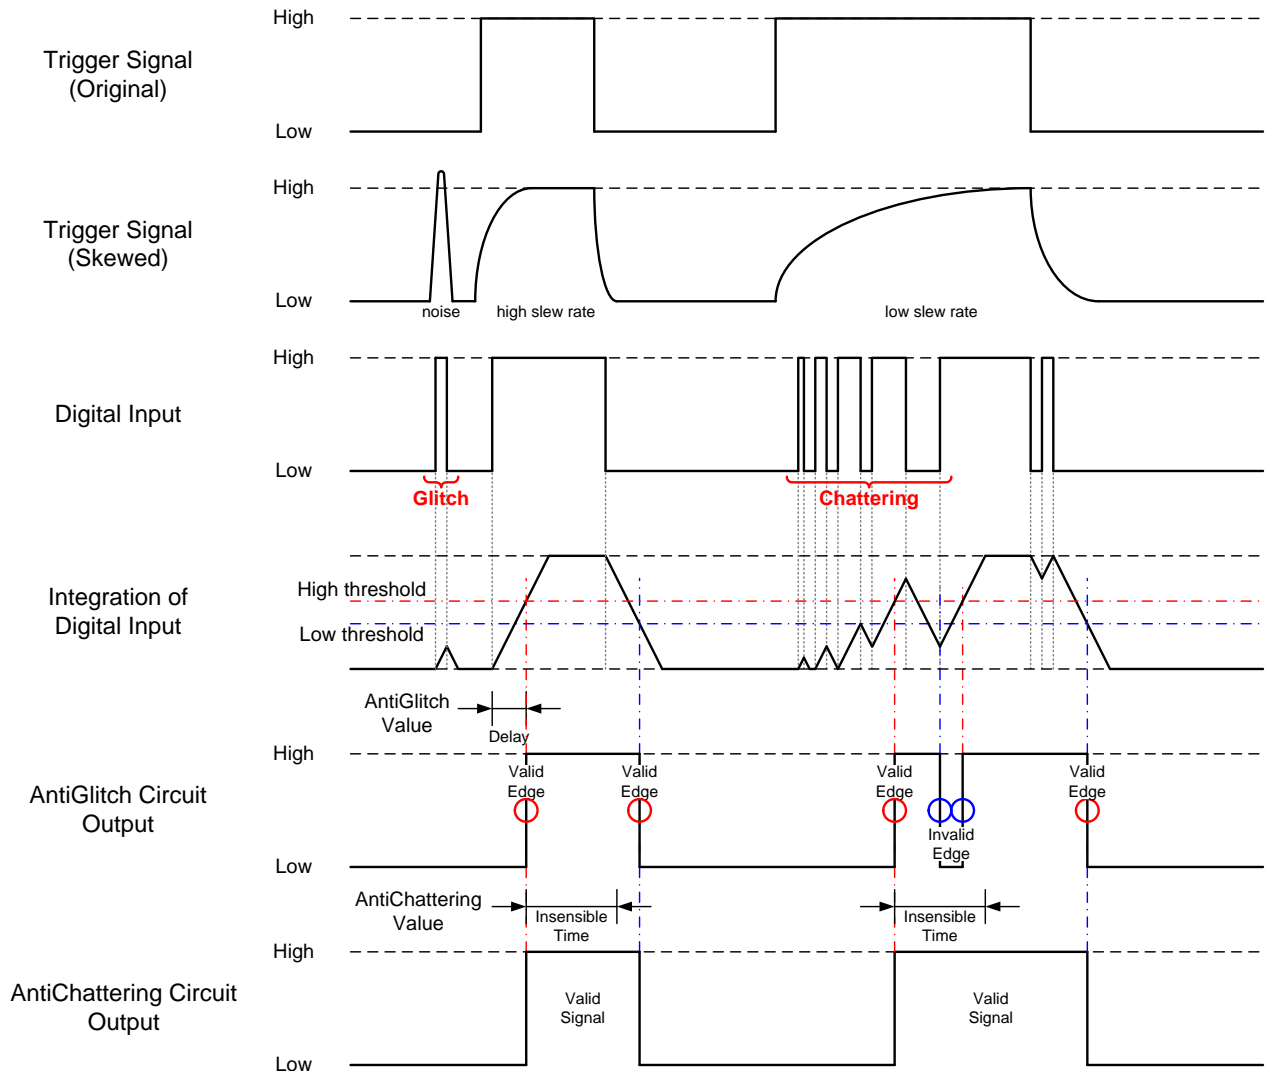 High
Trigger Signal
(Original)
Low
High
Trigger Signal
(Skewed)
Low
noise
high slew rate
low slew rate
High
Digital Input
Low
Glitch
Chattering
High threshold
Integration of
Digital Input
Low threshold
AntiGlitch
Value
Delay
High
Valid
Edge
Valid
Edge
Valid
Edge
Valid
Edge
AntiGlitch Circuit
Output
Invalid
Edge
Low
AntiChattering
Value
Insensible
Time
Insensible
Time
High
AntiChattering Circuit
Output
Valid
Signal
Valid
Signal
Low